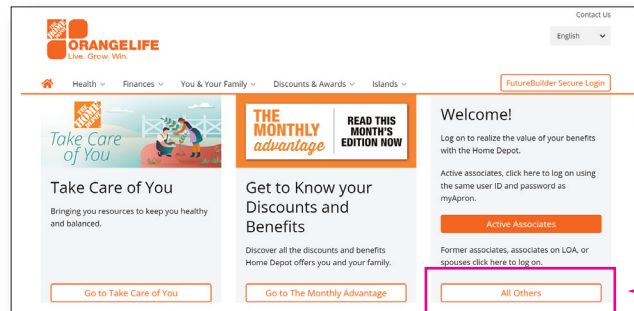 Contact Us
THE HOME DEPOT
ORANGELIFE
Live. Grow. Win.
English
Health
Finances
You & Your Family
Discounts & Awards
Islands
FutureBuilder Secure Login
THE HOME DEPOT
Take Care
of You
Take Care of You
Bringing you resources to keep you healthy
and balanced.
Go to Take Care of You
THE
MONTHLY
advantage
READ THIS
MONTH'S
EDITION NOW
Get to Know your
Discounts and
Benefits
Discover all the discounts and benefits
Home Depot offers you and your family.
Go to The Monthly Advantage
Welcome!
Log on to realize the value of your benefits
with the Home Depot.
Active associates, click here to log on using
the same user ID and password as
myApron.
Active Associates
Former associates, associates on LOA, or
spouses click here to log on.
All Others